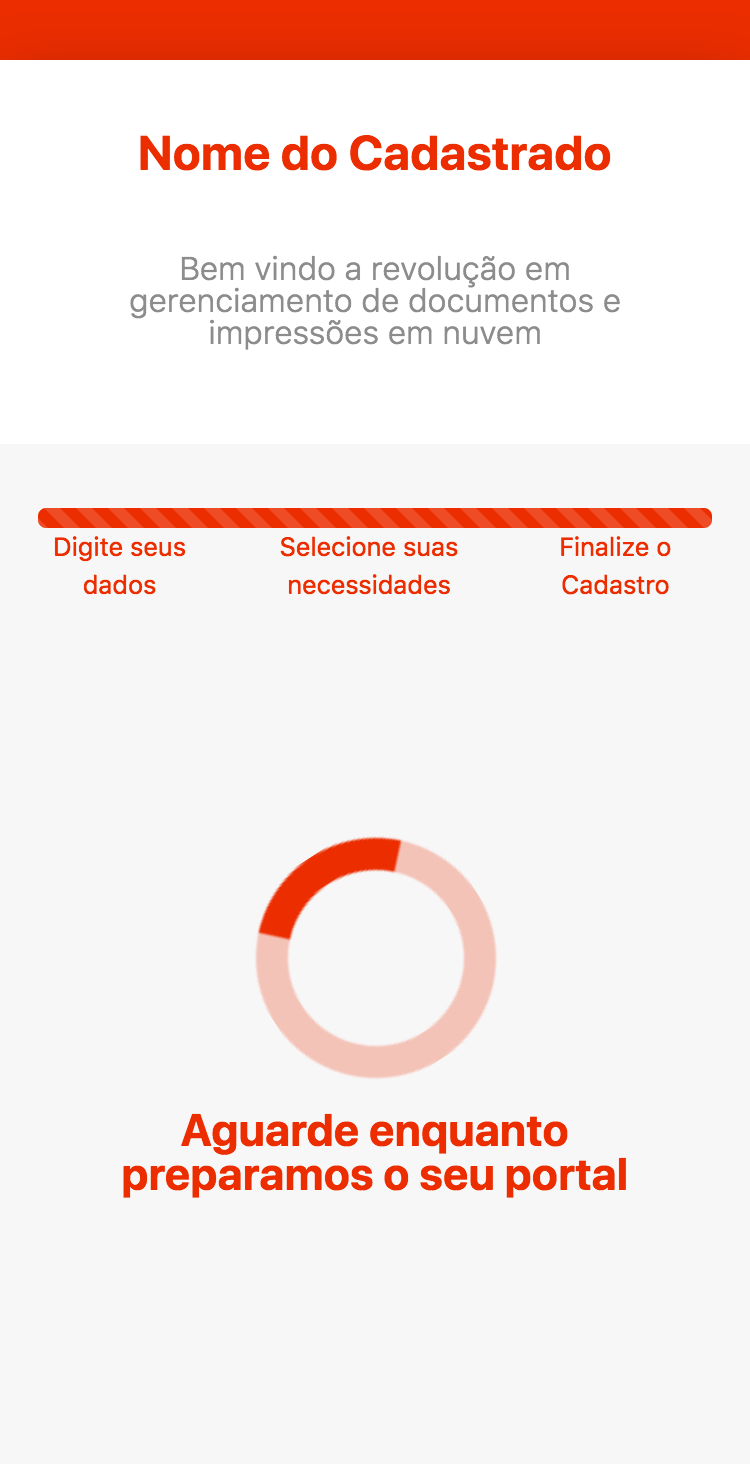 Nome do Cadastrado
Bem vindo a revolução em
gerenciamento de documentos e
impressões em nuvem
Digite seus
dados
Selecione suas
necessidades
Finalize o
Cadastro
Aguarde enquanto
preparamos o seu portal